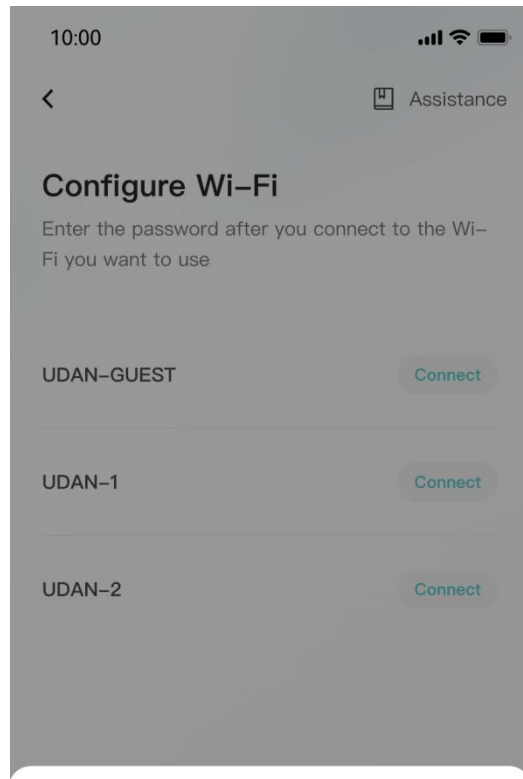 10:00
Assistance
Configure Wi–Fi
Enter the password after you connect to the Wi–
Fi you want to use
UDAN–GUEST Connect
UDAN–1 Connect
UDAN–2 Connect